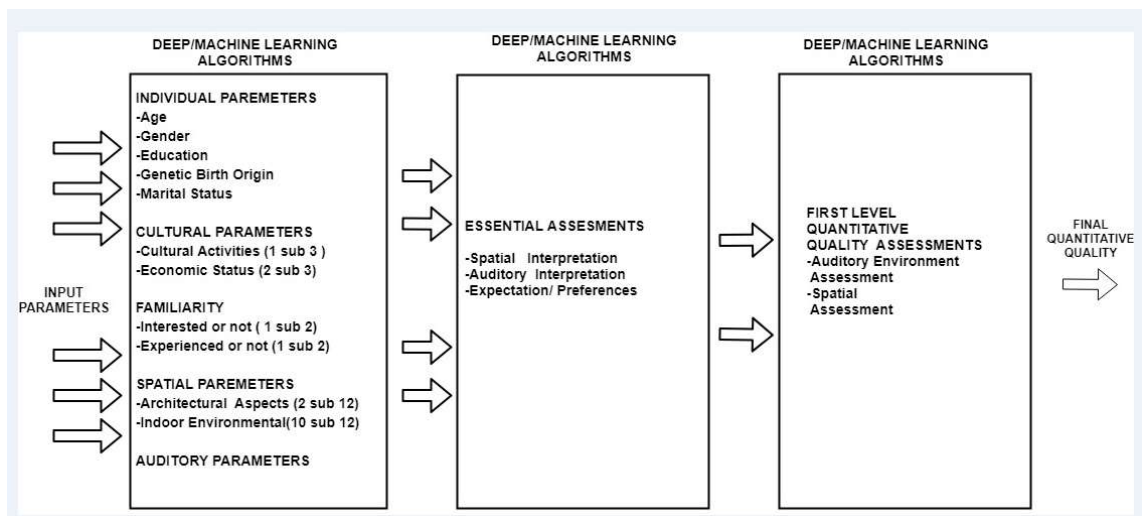 INPUT
PARAMETERS
DEEP/MACHINE LEARNING
ALGORITHMS
INDIVIDUAL PAREMETERS
-Age
-Gender
-Education
-Genetic Birth Origin
-Marital Status
CULTURAL PARAMETERS
-Cultural Activities (1 sub 3 )
-Economic Status (2 sub 3)
FAMILIARITY
-Interested or not ( 1 sub 2)
-Experienced or not (1 sub 2)
SPATIAL PAREMETERS
-Architectural Aspects (2 sub 12)
-Indoor Environmental(10 sub 12)
AUDITORY PARAMETERS
DEEP/MACHINE LEARNING
ALGORITHMS
ESSENTIAL ASSESMENTS
-Spatial Interpretation
-Auditory Interpretation
-Expectation/ Preferences
DEEP/MACHINE LEARNING
ALGORITHMS
FIRST LEVEL
QUANTITATIVE
QUALITY ASSESSMENTS
-Auditory Environment
Assessment
-Spatial
Assessment
FINAL
QUANTITATIVE
QUALITY